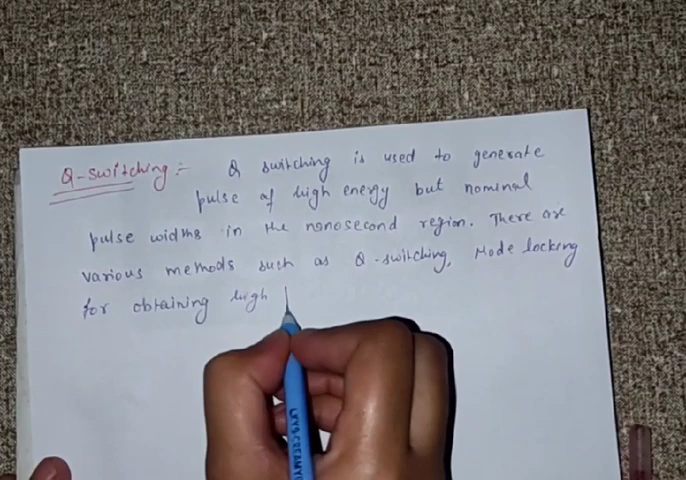 Q-Switching :- Q switching is used to generate
pulse of high energy but nominal
pulse widths in the nanosecond region. There are
various methods such as Q-switching, Mode locking
for obtaining high